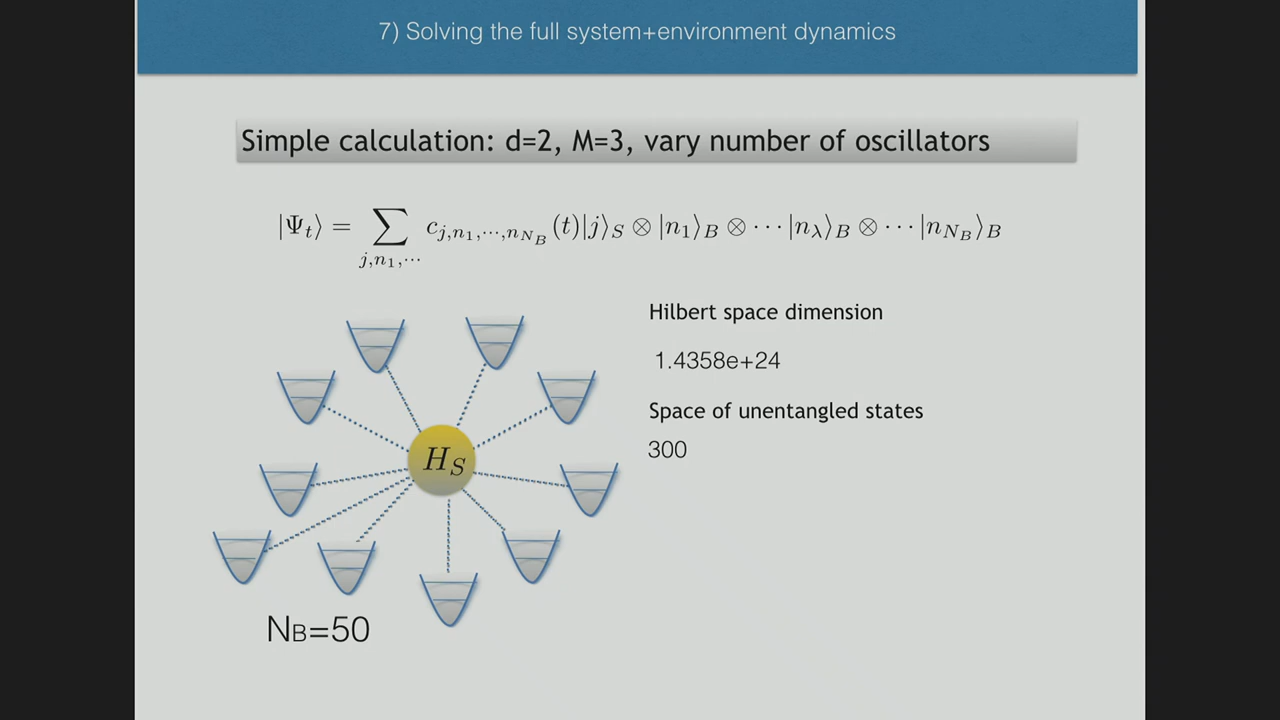 7) Solving the full system+environment dynamics
Simple calculation: d=2, M=3, vary number of oscillators
|Ψ_t⟩ = ∑_{j,n_1,⋯} c_{j,n_1,⋯,n_{N_B}}(t)|j⟩_S ⊗ |n_1⟩_B ⊗ ⋯ |n_λ⟩_B ⊗ ⋯ |n_{N_B}⟩_B
Hilbert space dimension
1.4358e+24
Space of unentangled states
300
H_S
N_B=50